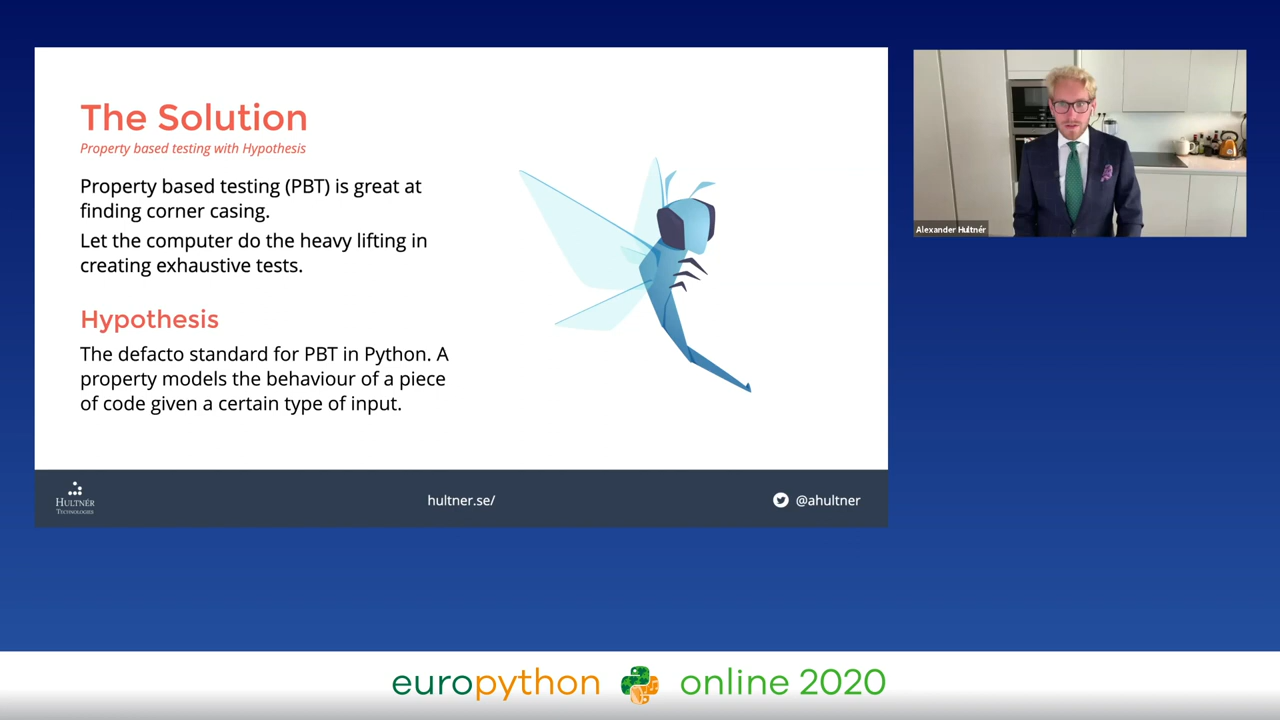 The Solution
Property based testing with Hypothesis
Property based testing (PBT) is great at
finding corner casing.
Let the computer do the heavy lifting in
creating exhaustive tests.
Hypothesis
The defacto standard for PBT in Python. A
property models the behaviour of a piece
of code given a certain type of input.
HULTNÉR
TECHNOLOGIES
hultner.se/
@ahultner
Alexander Hultnér
europython online 2020